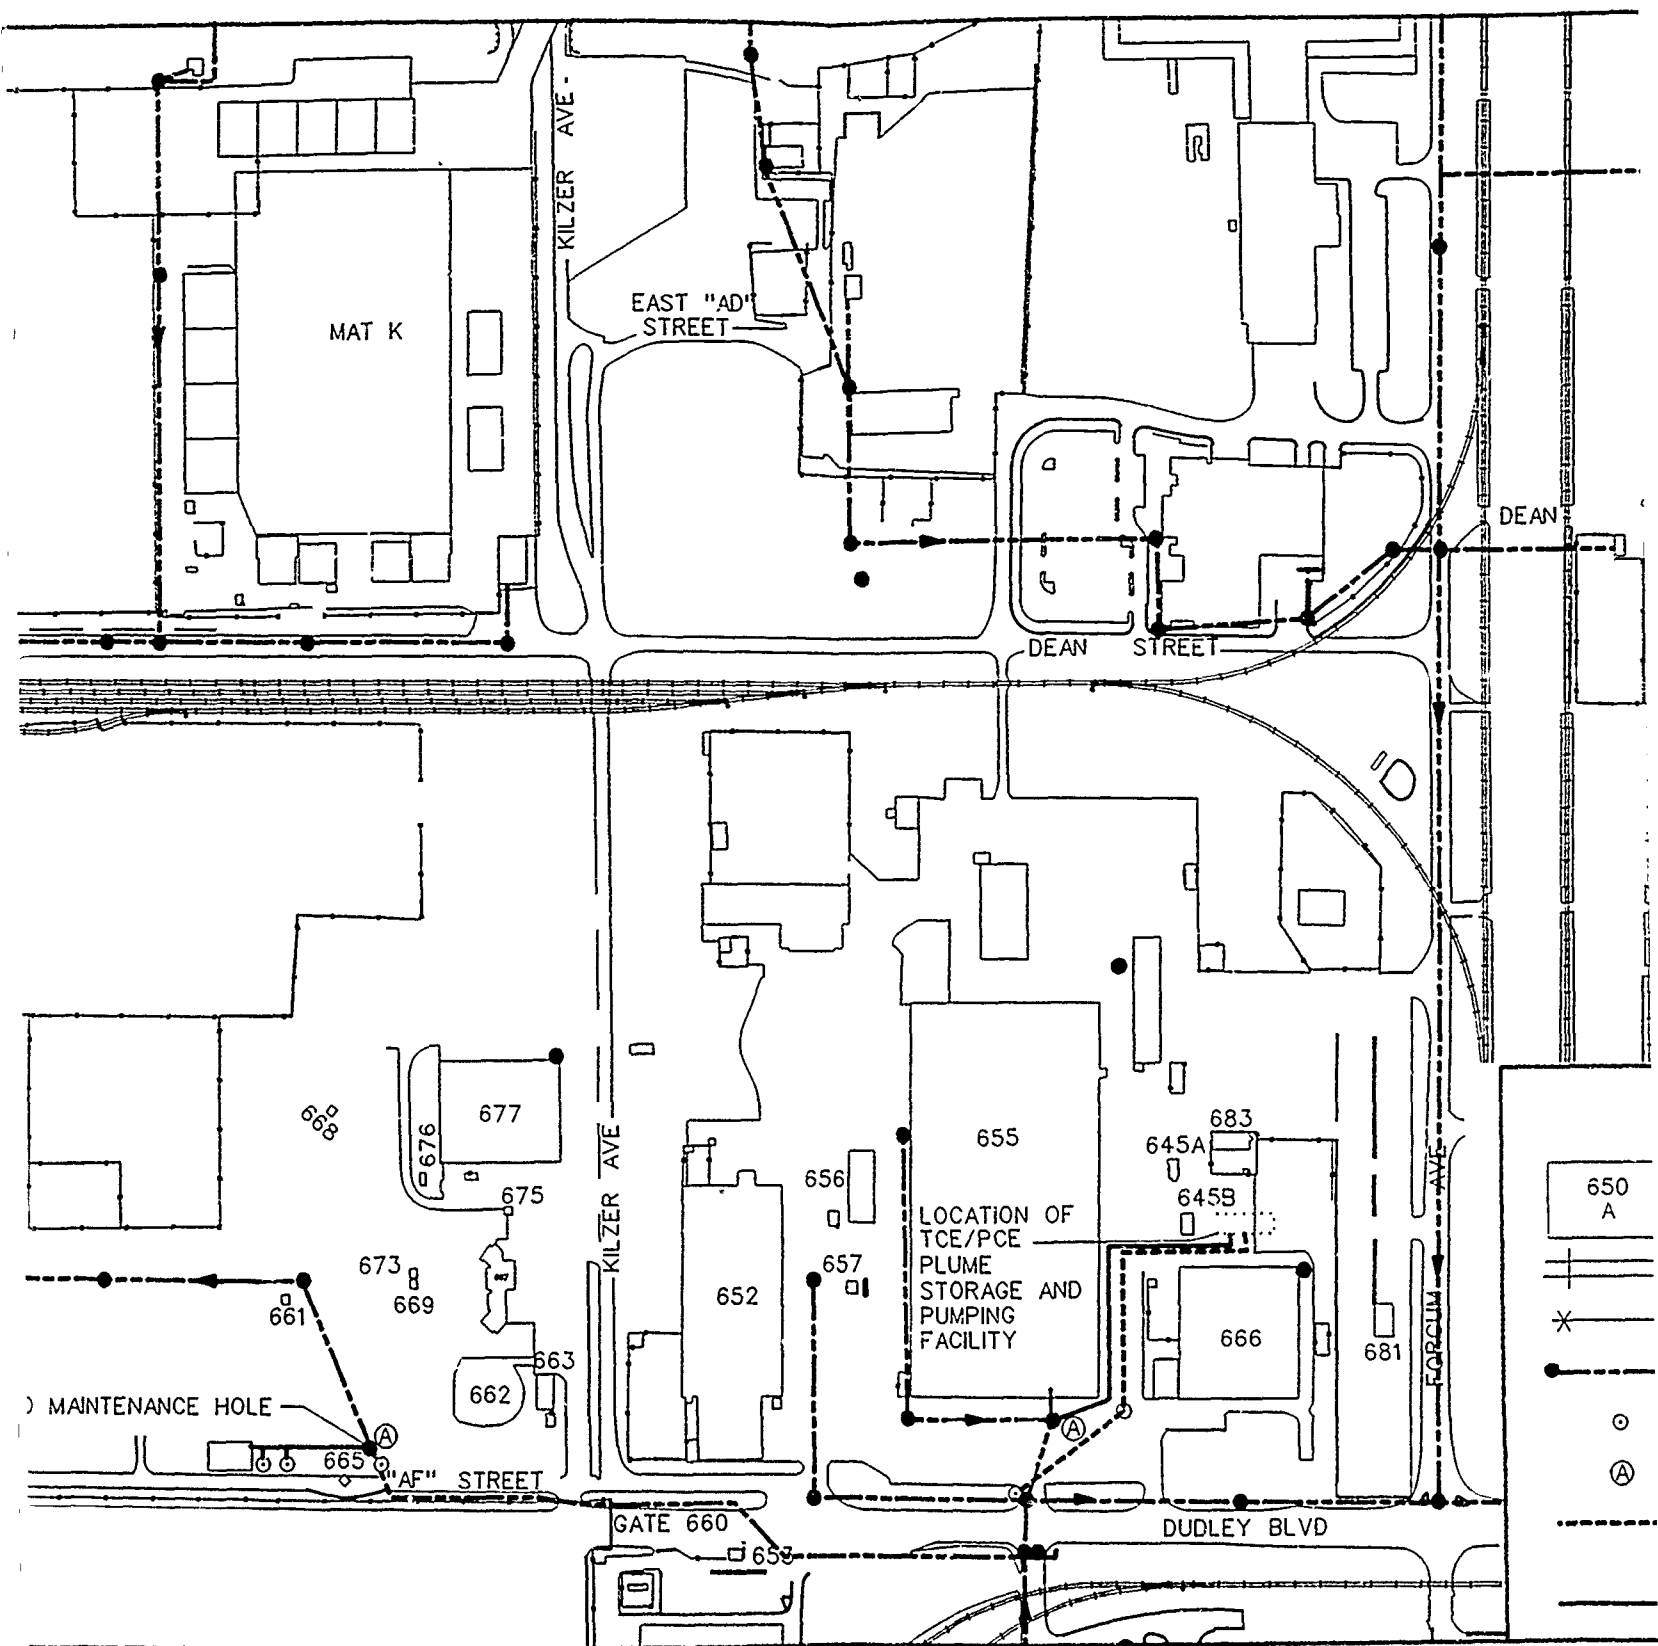 KILZER AVE.
EAST "AD"
STREET
MAT K
DEAN
DEAN STREET
677
676
668
675
655
683
645A
645B
656
LOCATION OF
TCE/PCE
PLUME
STORAGE AND
PUMPING
FACILITY
KILZER AVE
FORCUM AVE
650
A
673
669
661
657
652
666
681
663
662
MAINTENANCE HOLE
A
A
A
665
"AF" STREET
GATE 660
653
DUDLEY BLVD